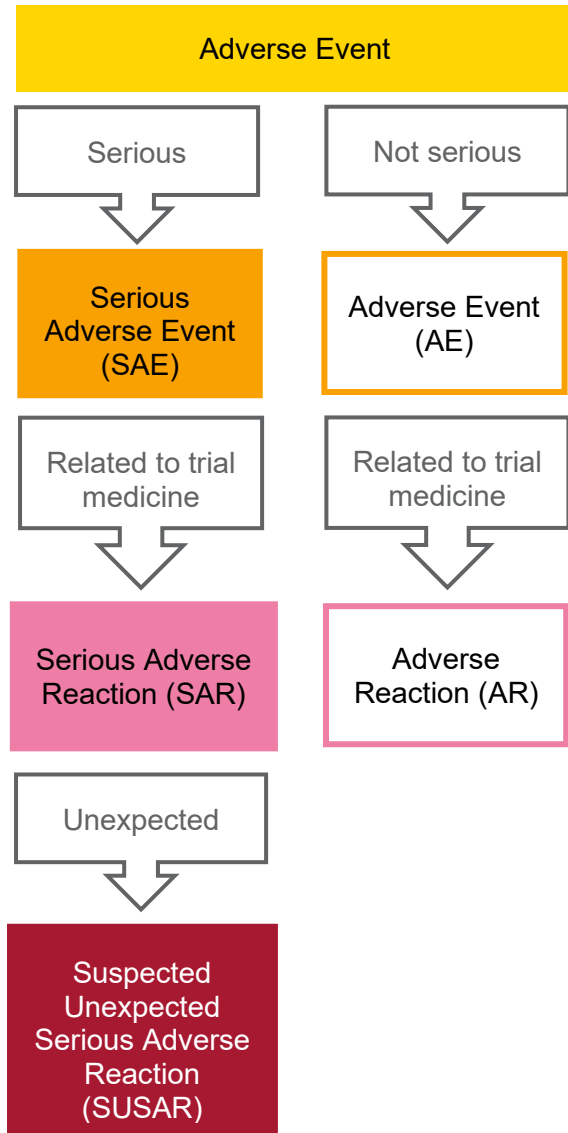 Adverse Event
Serious
Not serious
Serious
Adverse Event
(SAE)
Adverse Event
(AE)
Related to trial
medicine
Related to trial
medicine
Serious Adverse
Reaction (SAR)
Adverse
Reaction (AR)
Unexpected
Suspected
Unexpected
Serious Adverse
Reaction
(SUSAR)